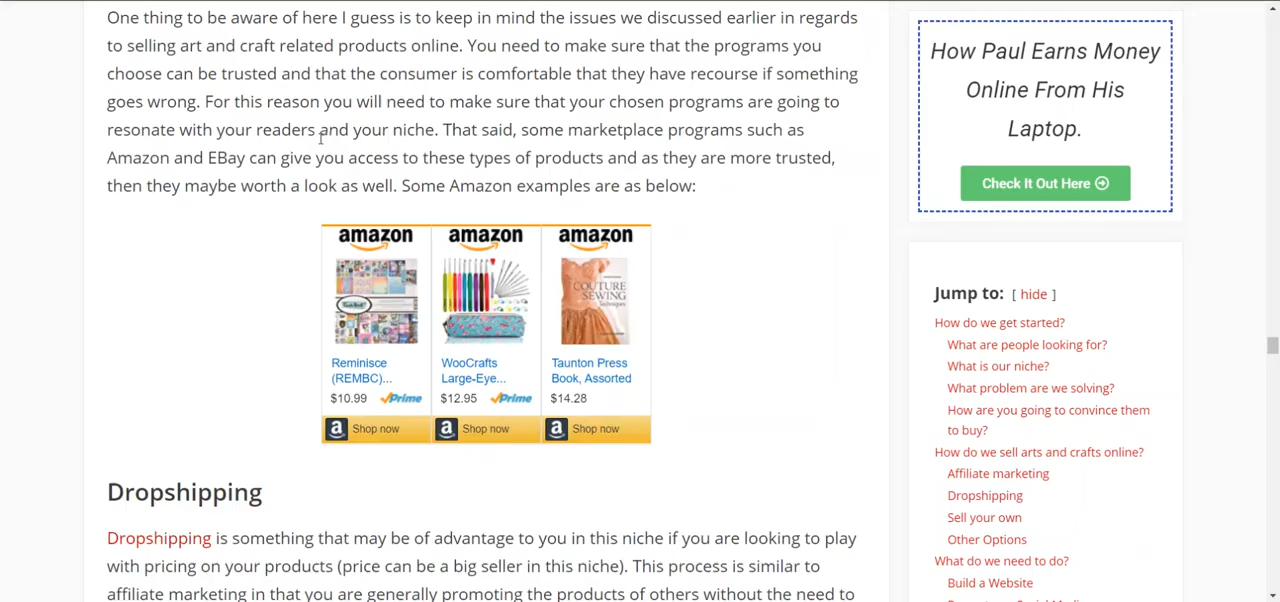 One thing to be aware of here I guess is to keep in mind the issues we discussed earlier in regards
to selling art and craft related products online. You need to make sure that the programs you
choose can be trusted and that the consumer is comfortable that they have recourse if something
goes wrong. For this reason you will need to make sure that your chosen programs are going to
resonate with your readers and your niche. That said, some marketplace programs such as
Amazon and EBay can give you access to these types of products and as they are more trusted,
then they maybe worth a look as well. Some Amazon examples are as below:
amazon
Reminisce
(REMBC)...
$10.99 Prime
a Shop now
amazon
WooCrafts
Large-Eye...
$12.95 Prime
a Shop now
amazon
COUTURE
SEWING
Techniques
Taunton Press
Book, Assorted
$14.28
a Shop now
Dropshipping
Dropshipping is something that may be of advantage to you in this niche if you are looking to play
with pricing on your products (price can be a big seller in this niche). This process is similar to
affiliate marketing in that you are generally promoting the products of others without the need to
How Paul Earns Money
Online From His
Laptop.
Check It Out Here
Jump to: [ hide ]
How do we get started?
What are people looking for?
What is our niche?
What problem are we solving?
How are you going to convince them
to buy?
How do we sell arts and crafts online?
Affiliate marketing
Dropshipping
Sell your own
Other Options
What do we need to do?
Build a Website